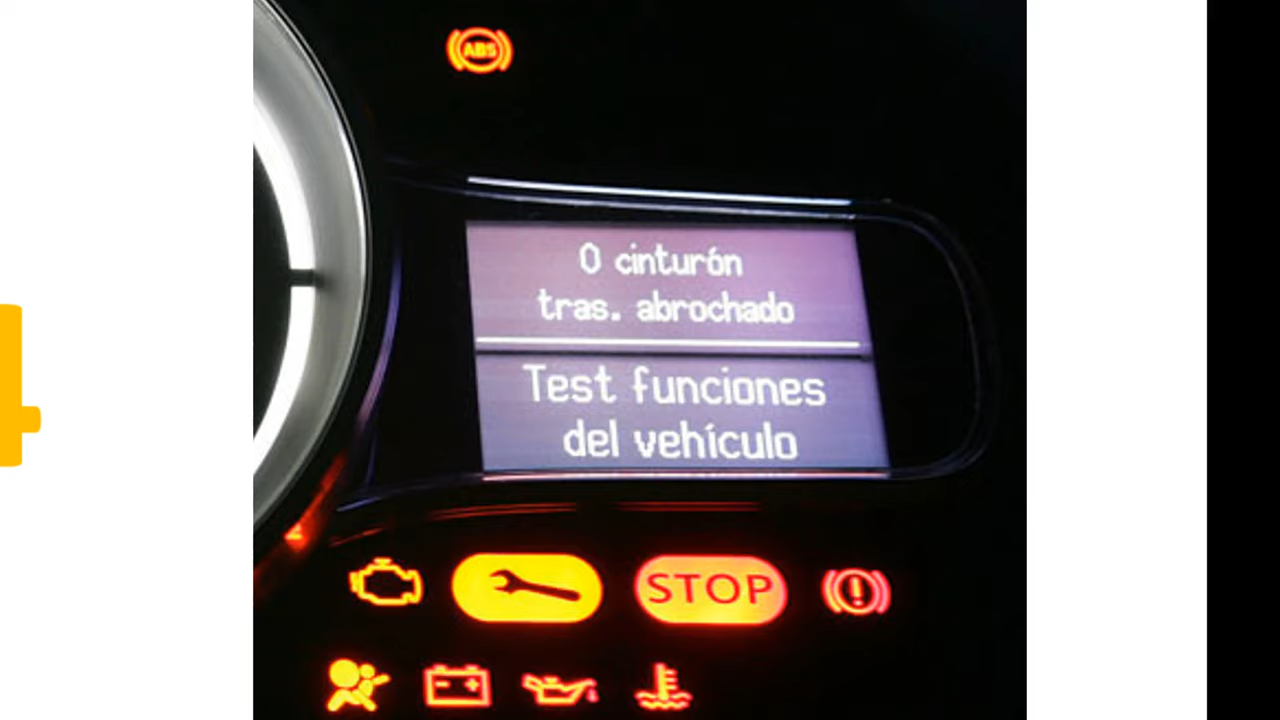 ABS
0 cinturón
tras. abrochado
Test funciones
del vehículo
STOP